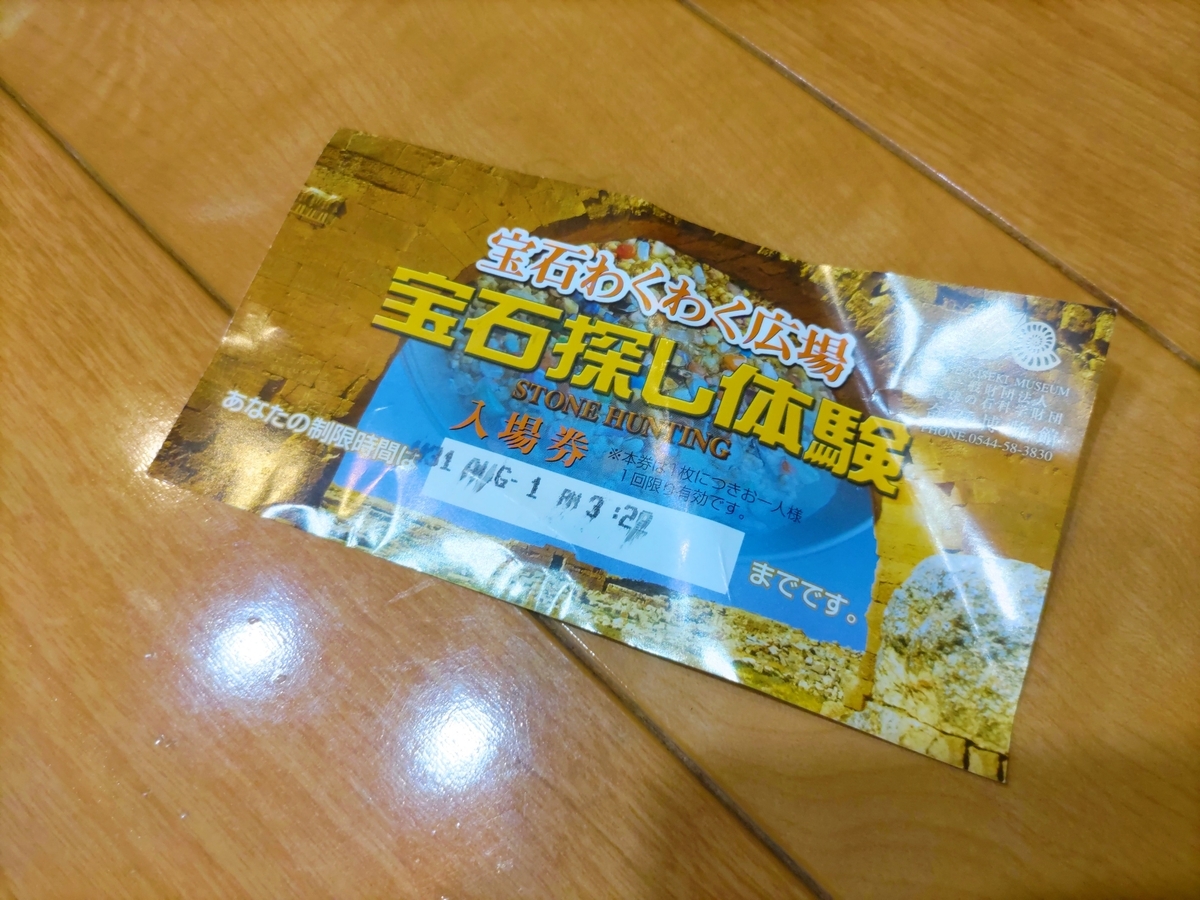 宝石わくわく広場
宝石探し体験
STONE HUNTING
入場券
※本券は1枚につきお一人様
1回限り有効です。
あなたの制限時間は
AUG- 1 PM 3:20
までです。
KISEKI MUSEUM
PHONE.0544-58-3830